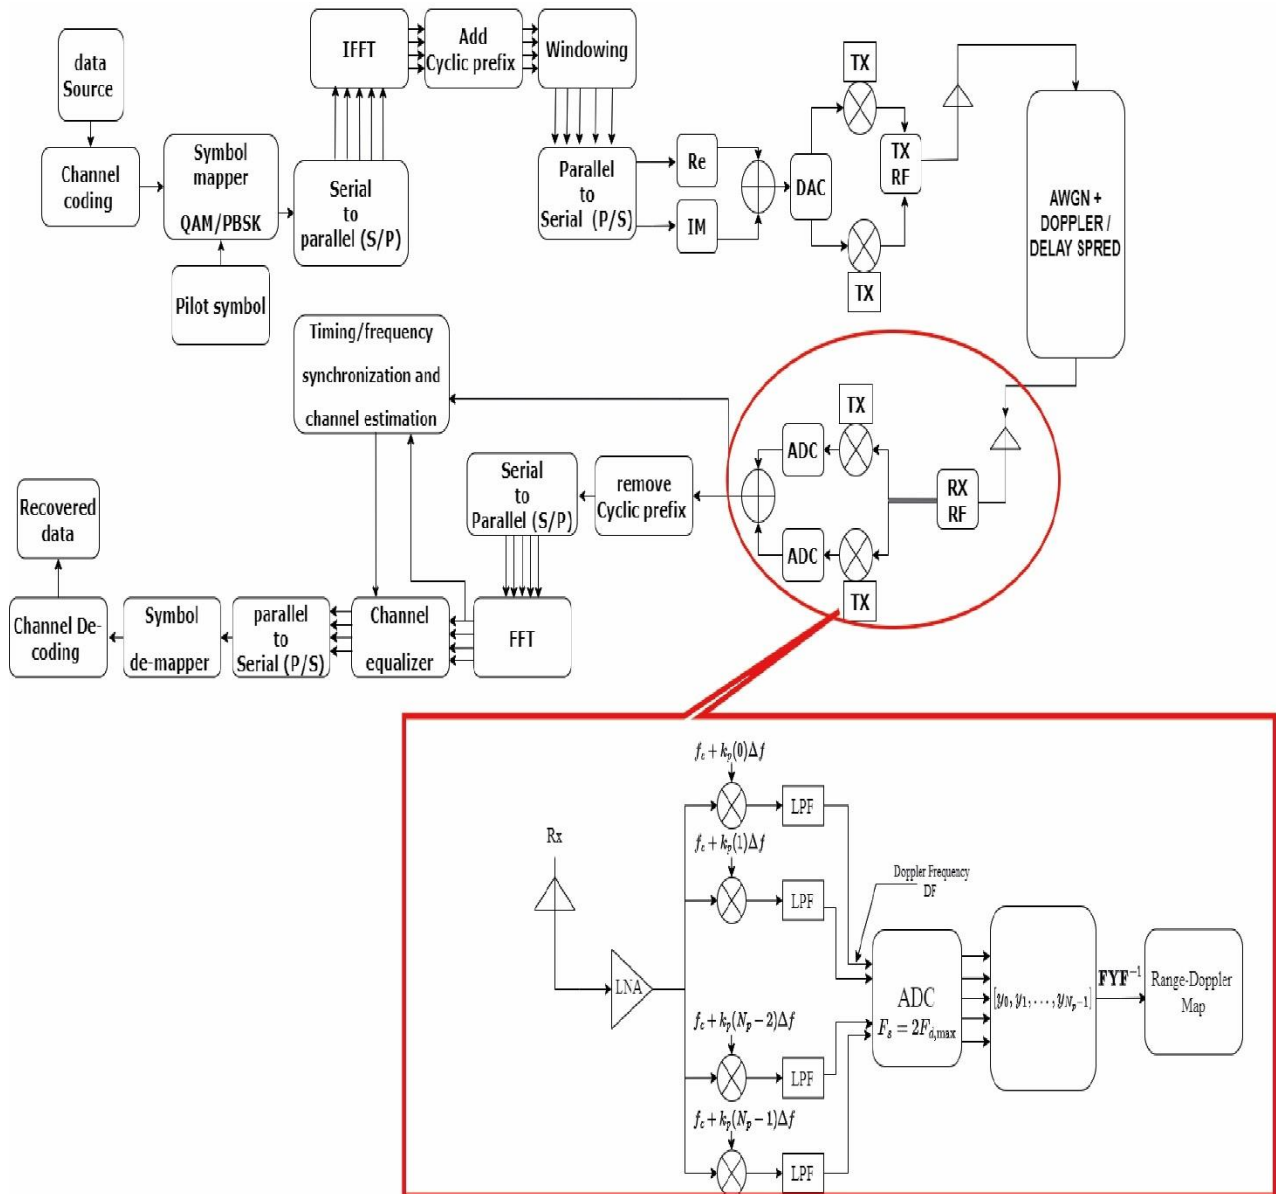 data
Source
Channel
coding
Symbol
mapper
QAM/PBSK
Pilot symbol
Serial
to
parallel (S/P)
IFFT
Add
Cyclic prefix
Windowing
Parallel
to
Serial (P/S)
Re
IM
DAC
TX
TX
TX
RF
AWGN +
DOPPLER /
DELAY SPRED
RX
RF
TX
TX
ADC
ADC
remove
Cyclic prefix
Serial
to
Parallel (S/P)
Timing/frequency
synchronization and
channel estimation
FFT
Channel
equalizer
parallel
to
Serial (P/S)
Symbol
de-mapper
Channel De-
coding
Recovered
data
Rx
LNA
f_c + k_p(0)Δf
LPF
f_c + k_p(1)Δf
LPF
f_c + k_p(N_p − 2)Δf
LPF
f_c + k_p(N_p − 1)Δf
LPF
Doppler Frequency
DF
ADC
F_s = 2F_{d,max}
[y_0, y_1, . . . , y_{N_p−1}]
FYF^{−1}
Range-Doppler
Map